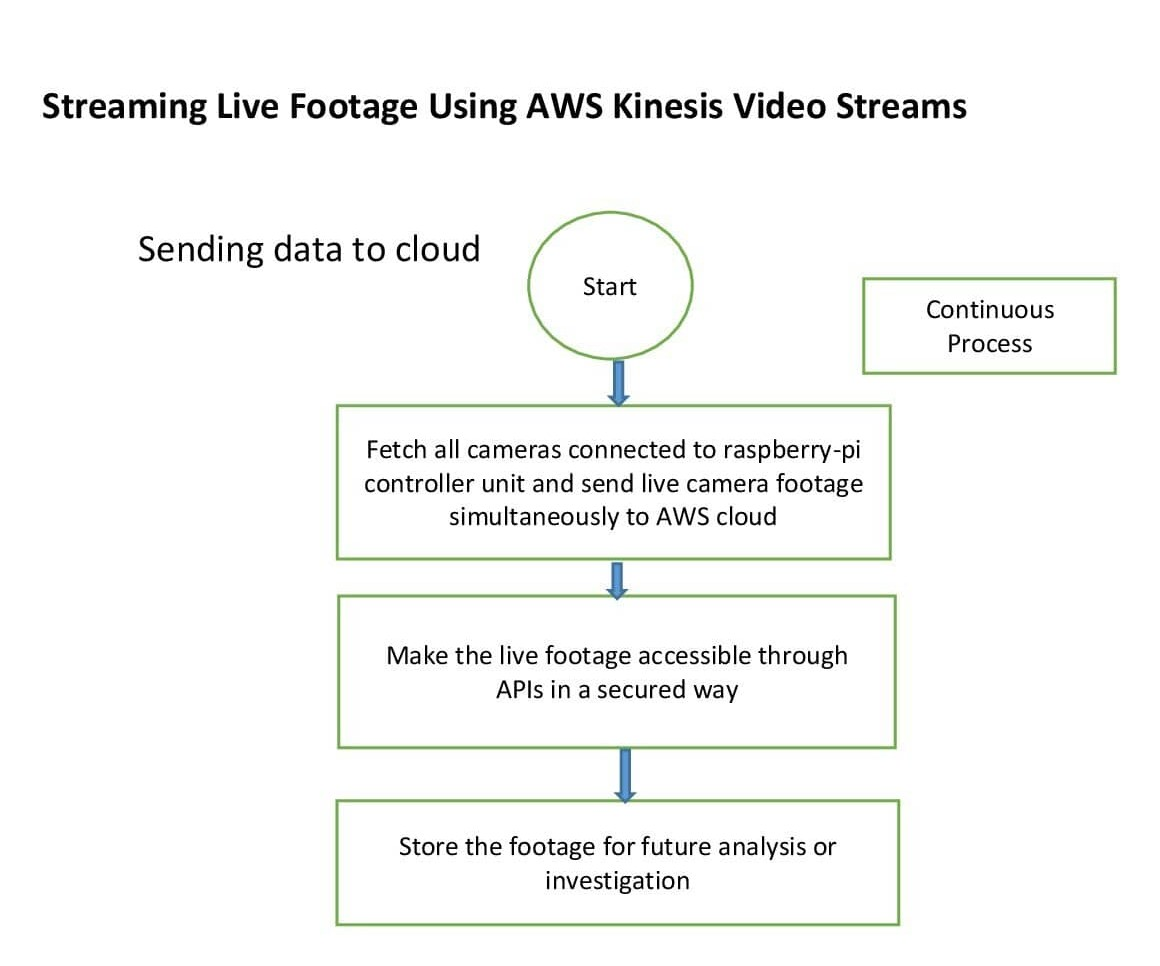 Streaming Live Footage Using AWS Kinesis Video Streams
Sending data to cloud
Start
Continuous
Process
Fetch all cameras connected to raspberry-pi
controller unit and send live camera footage
simultaneously to AWS cloud
Make the live footage accessible through
APIs in a secured way
Store the footage for future analysis or
investigation